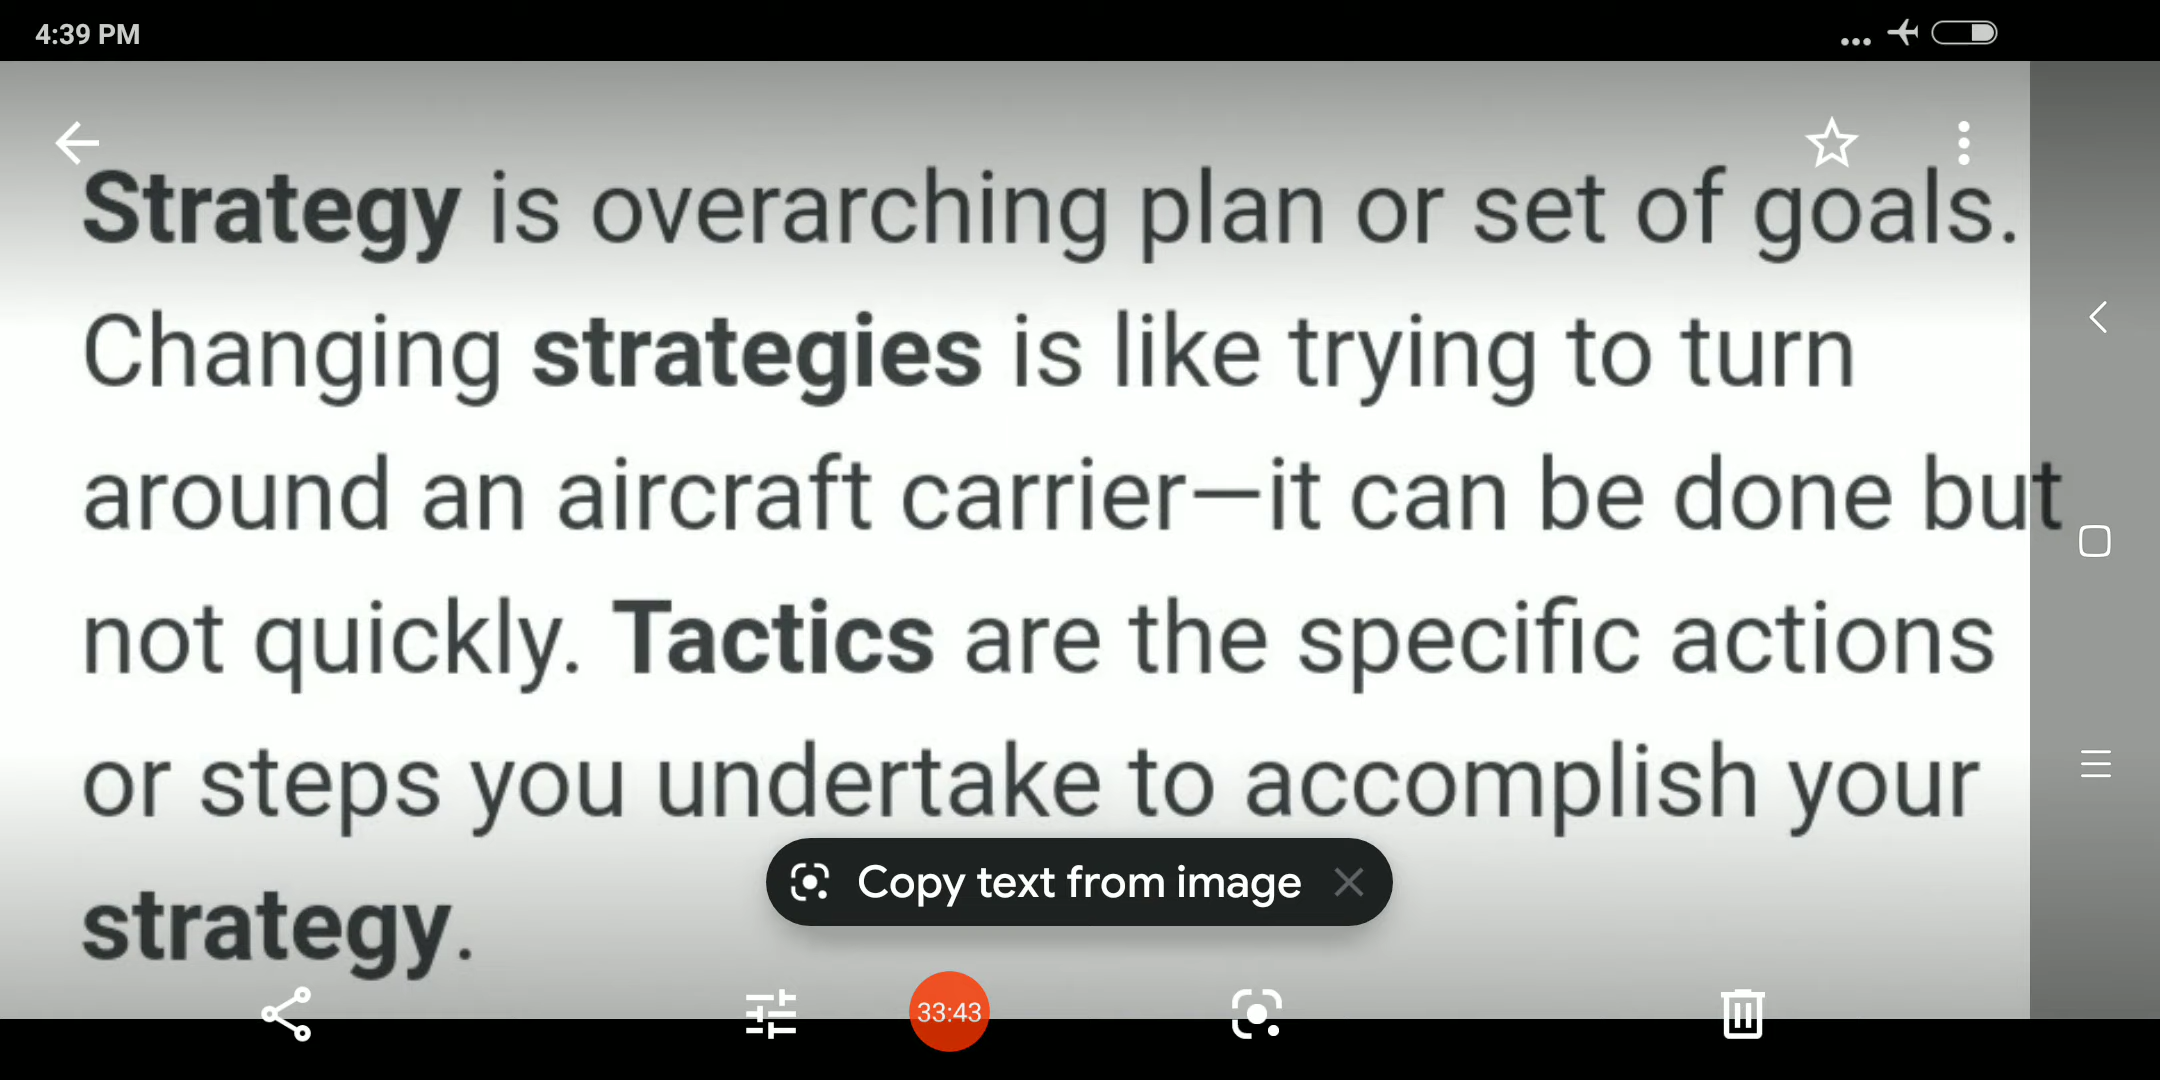 4:39 PM
Strategy is overarching plan or set of goals.
Changing strategies is like trying to turn
around an aircraft carrier—it can be done but
not quickly. Tactics are the specific actions
or steps you undertake to accomplish your
Copy text from image
strategy.
33:43